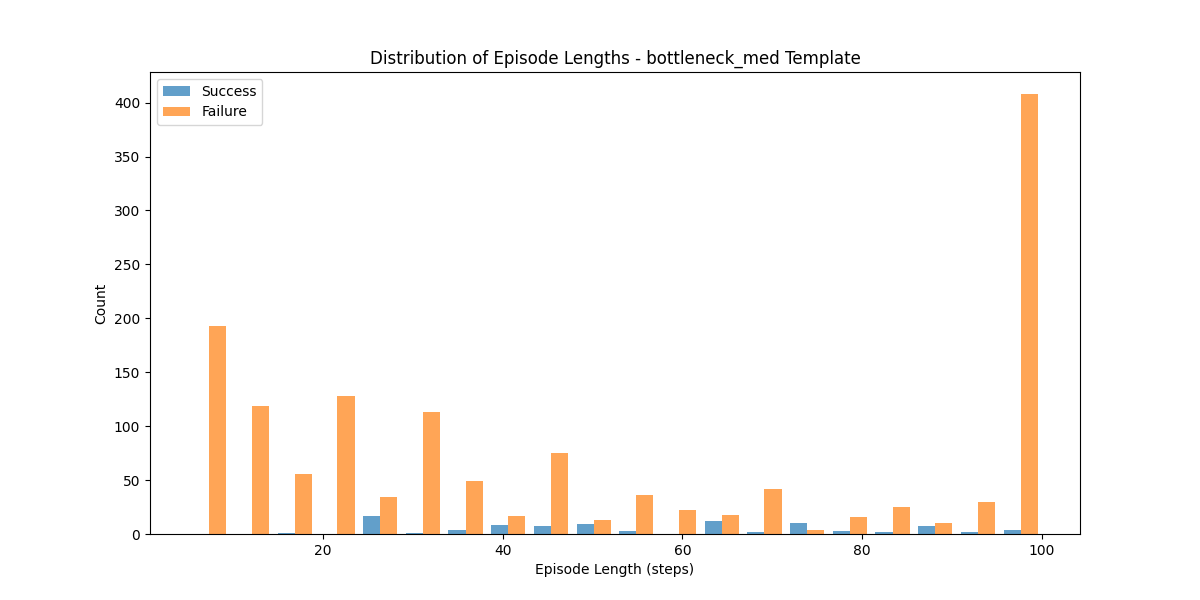 Distribution of Episode Lengths - bottleneck_med Template
Success
Failure
400
350
300
250
200
150
100
50
0
Count
20
40
60
80
100
Episode Length (steps)